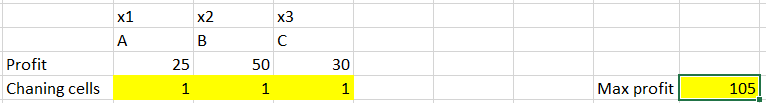 x1 x2 x3
A B C
Profit 25 50 30
Chaning cells 1 1 1 Max profit 105